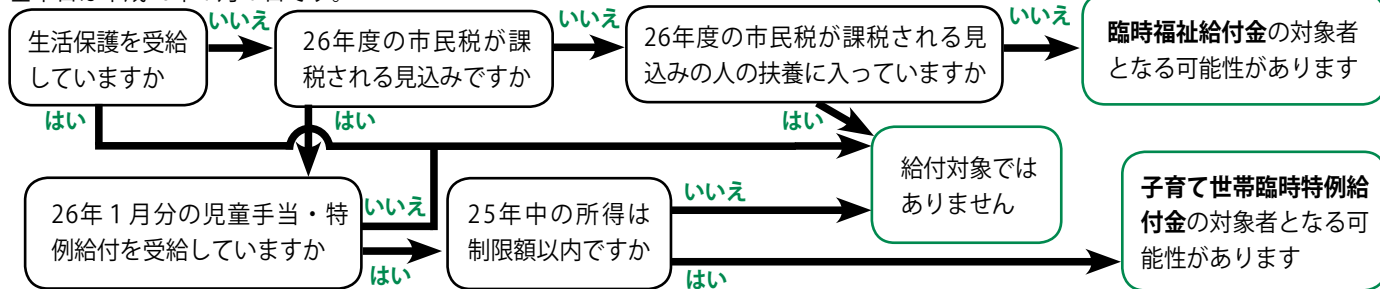 いいえ
いいえ
いいえ
生活保護を受給
していますか
26年度の市民税が課
税される見込みですか
26年度の市民税が課税される見
込みの人の扶養に入っていますか
臨時福祉給付金の対象者
となる可能性があります
はい
はい
はい
給付対象では
ありません
26年1月分の児童手当・特
例給付を受給していますか
いいえ
はい
25年中の所得は
制限額以内ですか
いいえ
はい
子育て世帯臨時特例給
付金の対象者となる可
能性があります